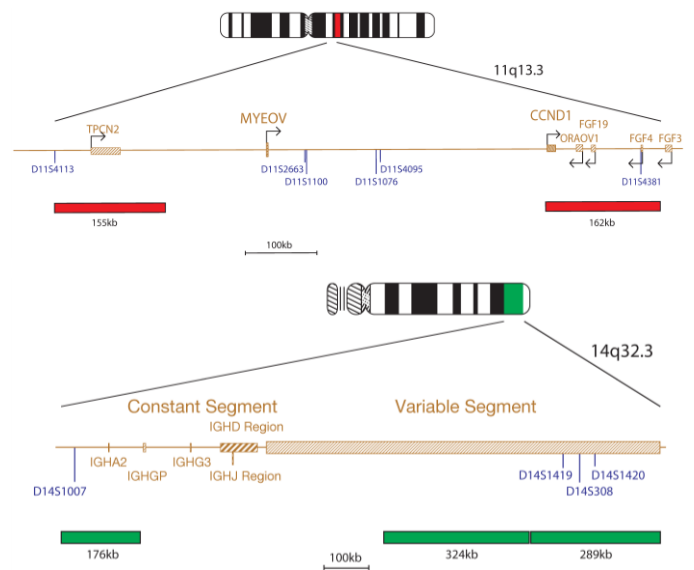 11q13.3
TPCN2
MYEOV
CCND1
FGF19
ORAOV1
FGF4
FGF3
D11S4113
D11S2663
D11S4095
D11S1100
D11S1076
D11S4381
155kb
162kb
100kb
14q32.3
Constant Segment
Variable Segment
IGHD Region
IGHA2
IGHG3
IGHGP
IGHJ Region
D14S1007
D14S1419
D14S1420
D14S308
176kb
324kb
289kb
100kb